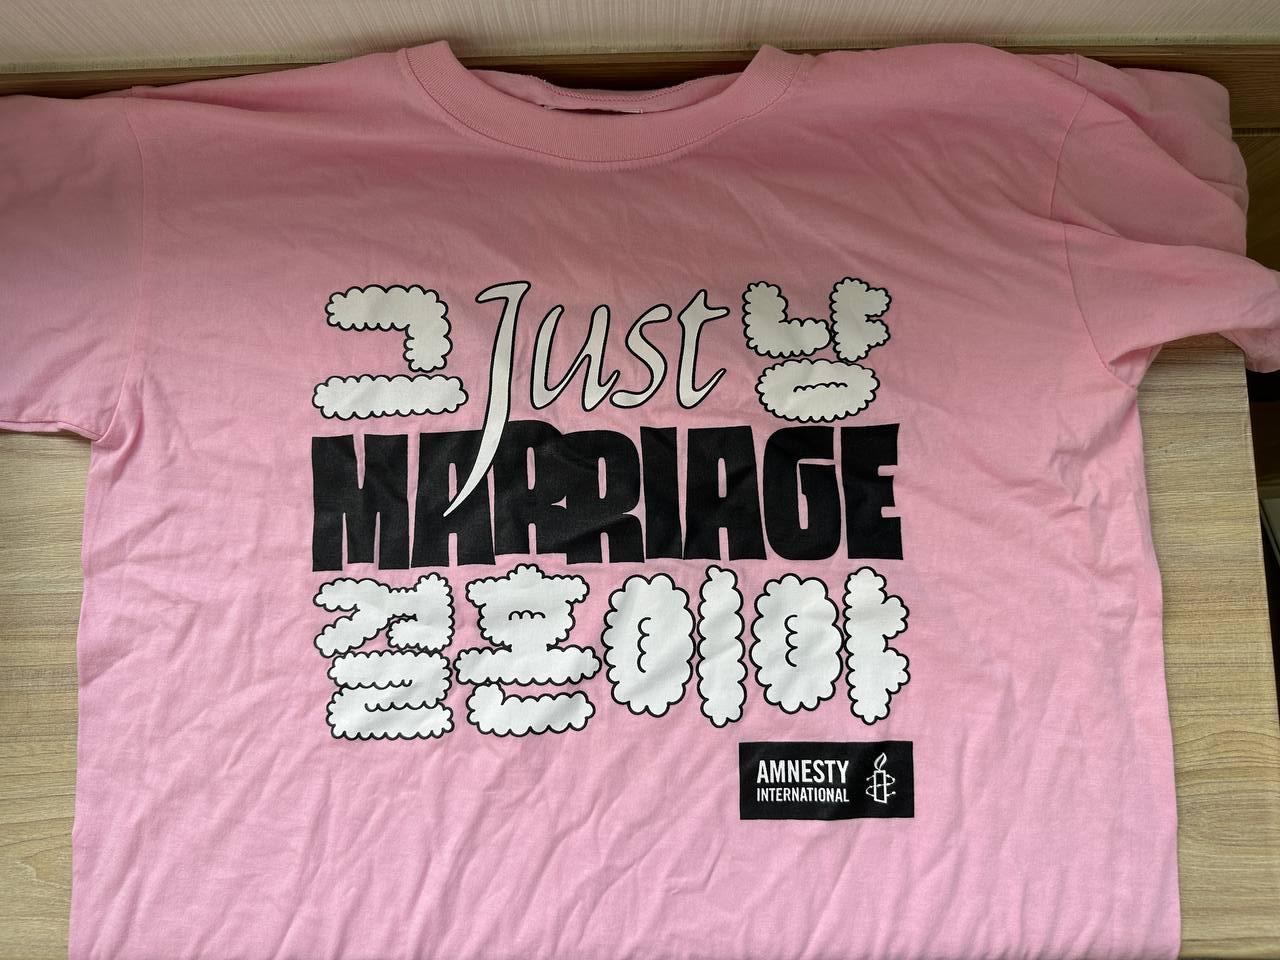 그 Just 냥
MARRIAGE
결혼이야
AMNESTY
INTERNATIONAL